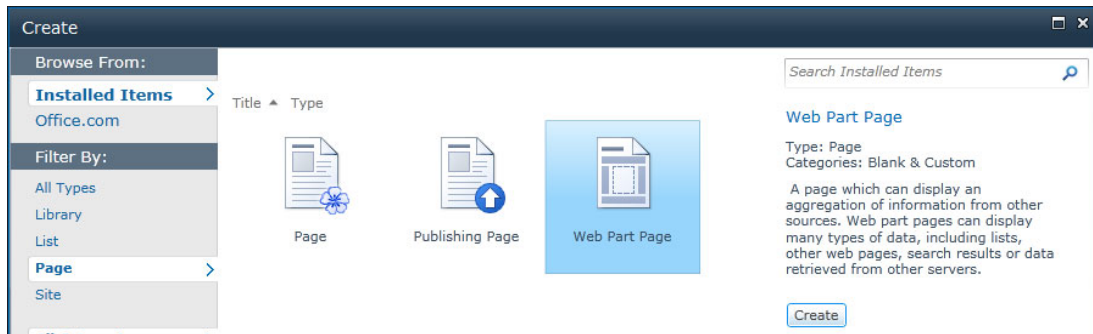 Create
Browse From:
Installed Items
Office.com
Filter By:
All Types
Library
List
Page
Site
Title Type
Page
Publishing Page
Web Part Page
Search Installed Items
Web Part Page
Type: Page
Categories: Blank & Custom
A page which can display an
aggregation of information from other
sources. Web part pages can display
many types of data, including lists,
other web pages, search results or data
retrieved from other servers.
Create